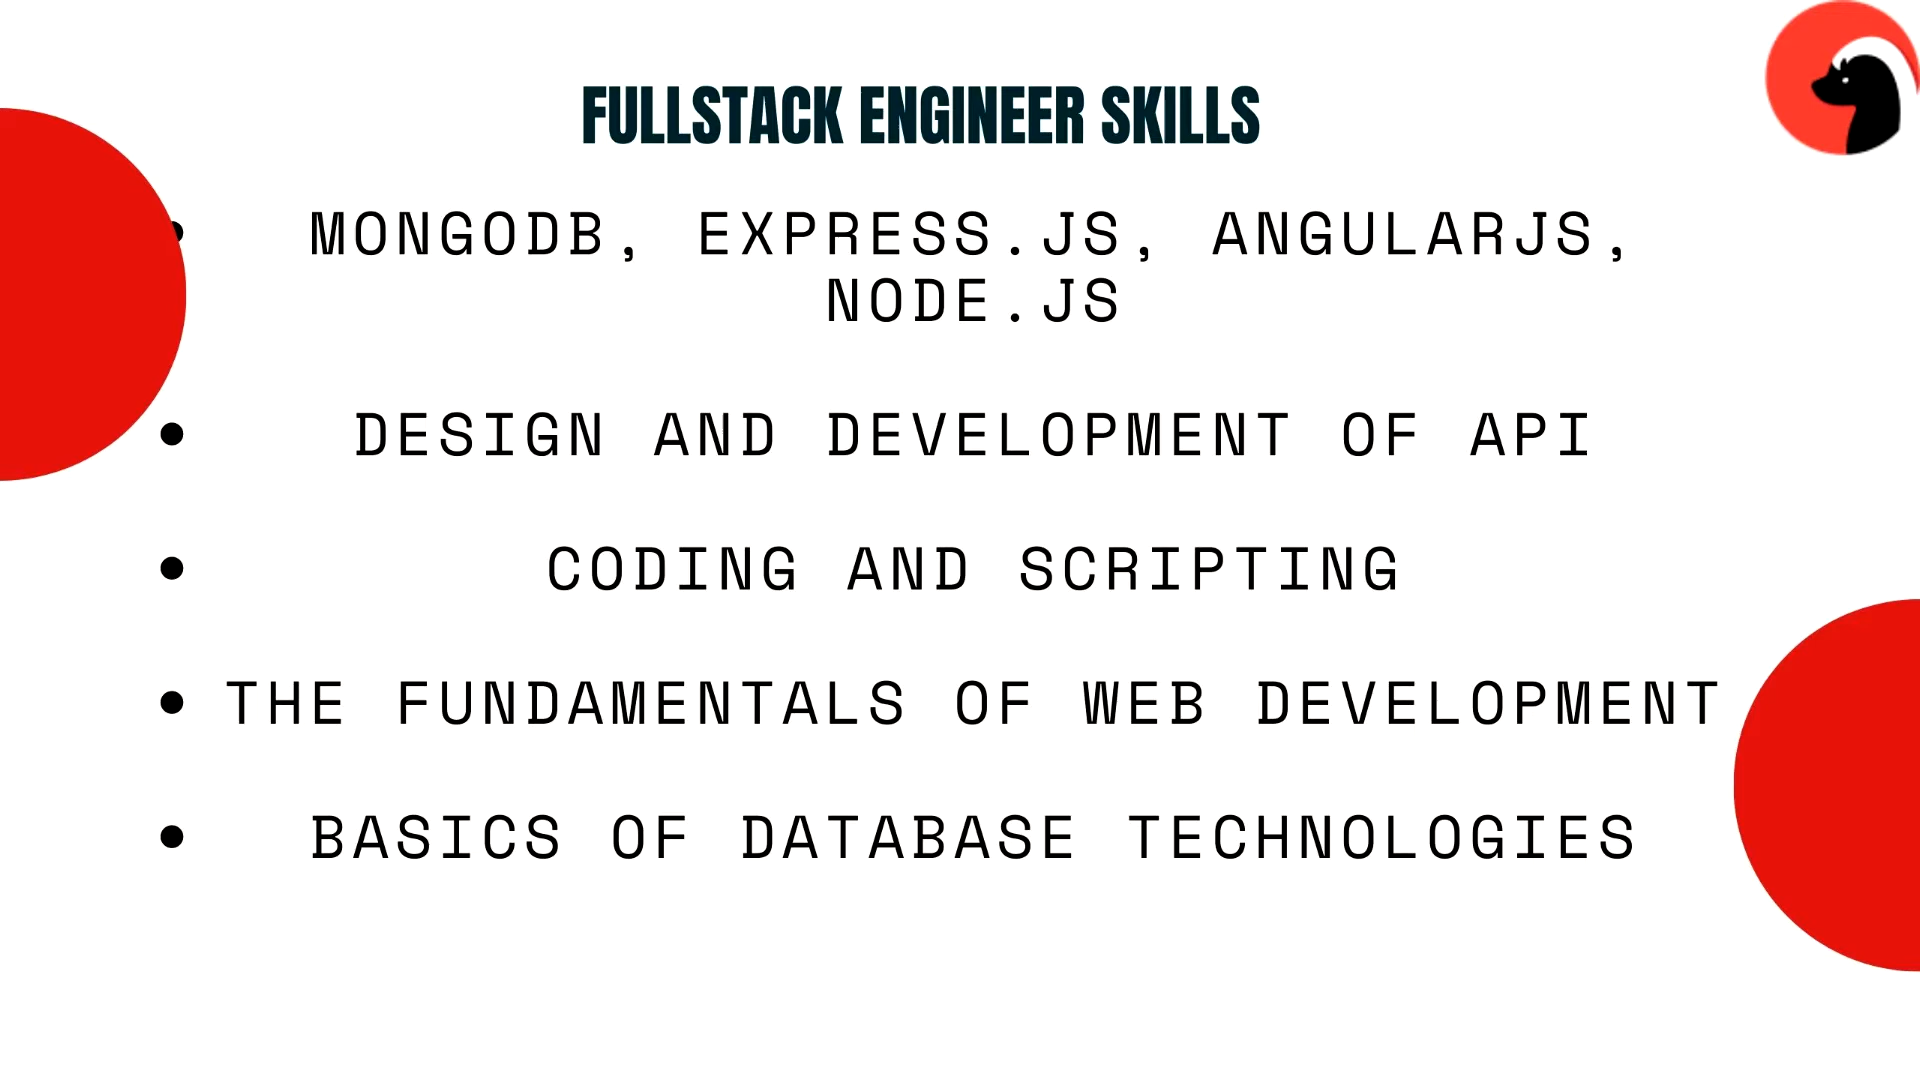 FULLSTACK ENGINEER SKILLS
• MONGODB, EXPRESS.JS, ANGULARJS,
NODE.JS
• DESIGN AND DEVELOPMENT OF API
• CODING AND SCRIPTING
• THE FUNDAMENTALS OF WEB DEVELOPMENT
• BASICS OF DATABASE TECHNOLOGIES